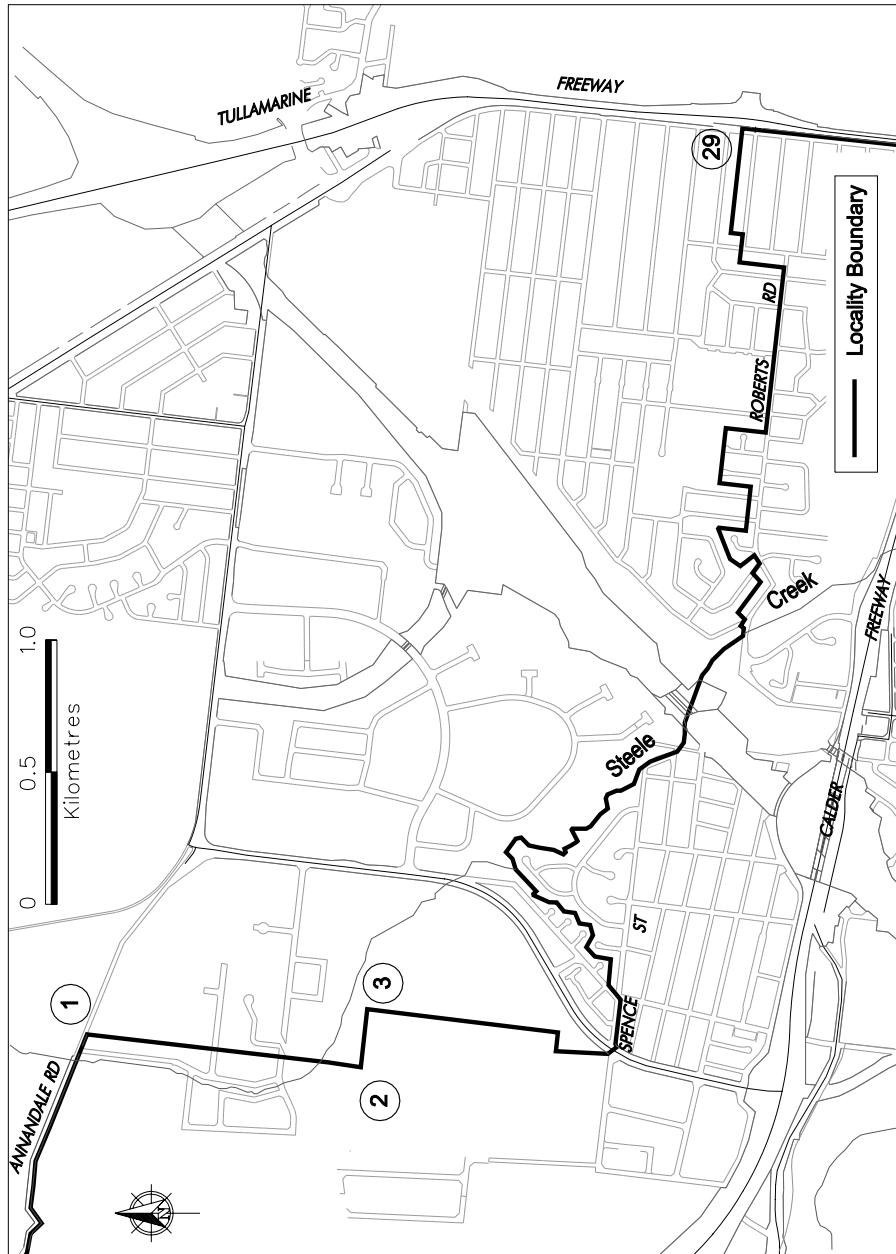 TULLAMARINE
FREEWAY
29
Locality Boundary
ROBERTS
RD
Creek
FREEWAY
CALDER
Steele
ST
SPENCE
1.0
0.5
0
Kilometres
1
3
2
ANNANDALE RD
N